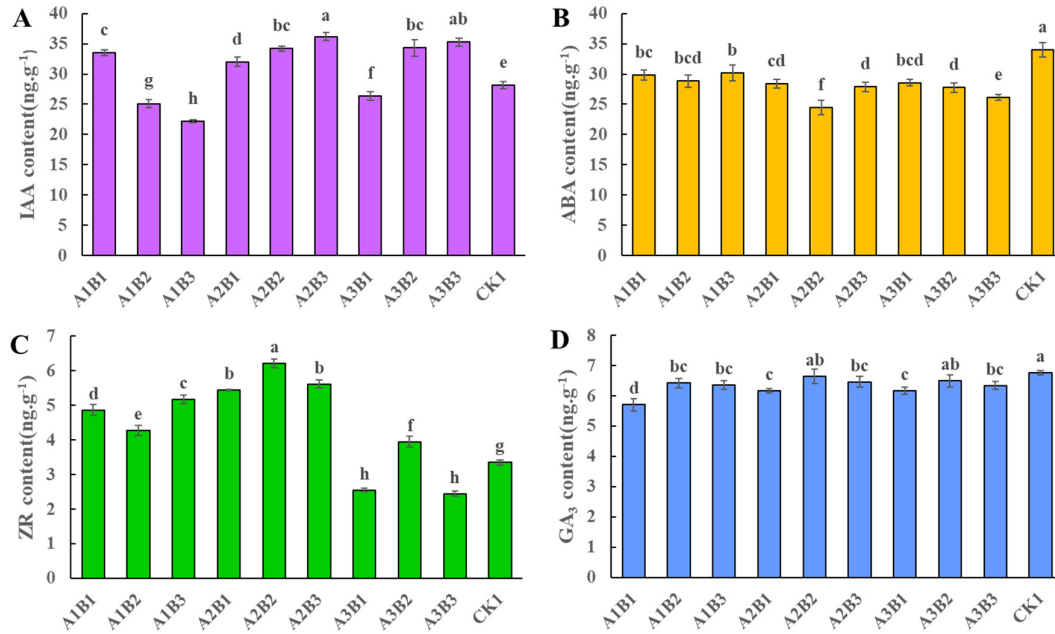 A
IAA content(ng.g⁻¹)
40
35
30
25
20
15
10
5
0
c
g
h
d
bc
a
f
bc
ab
e
A1B1
A1B2
A1B3
A2B1
A2B2
A2B3
A3B1
A3B2
A3B3
CK1
B
ABA content(ng.g⁻¹)
40
35
30
25
20
15
10
5
0
bc
bcd
b
cd
f
d
bcd
d
e
a
A1B1
A1B2
A1B3
A2B1
A2B2
A2B3
A3B1
A3B2
A3B3
CK1
C
ZR content(ng.g⁻¹)
7
6
5
4
3
2
1
0
d
e
c
b
a
b
h
f
h
g
A1B1
A1B2
A1B3
A2B1
A2B2
A2B3
A3B1
A3B2
A3B3
CK1
D
GA₃ content(ng.g⁻¹)
8
7
6
5
4
3
2
1
0
d
bc
bc
c
ab
bc
c
ab
bc
a
A1B1
A1B2
A1B3
A2B1
A2B2
A2B3
A3B1
A3B2
A3B3
CK1